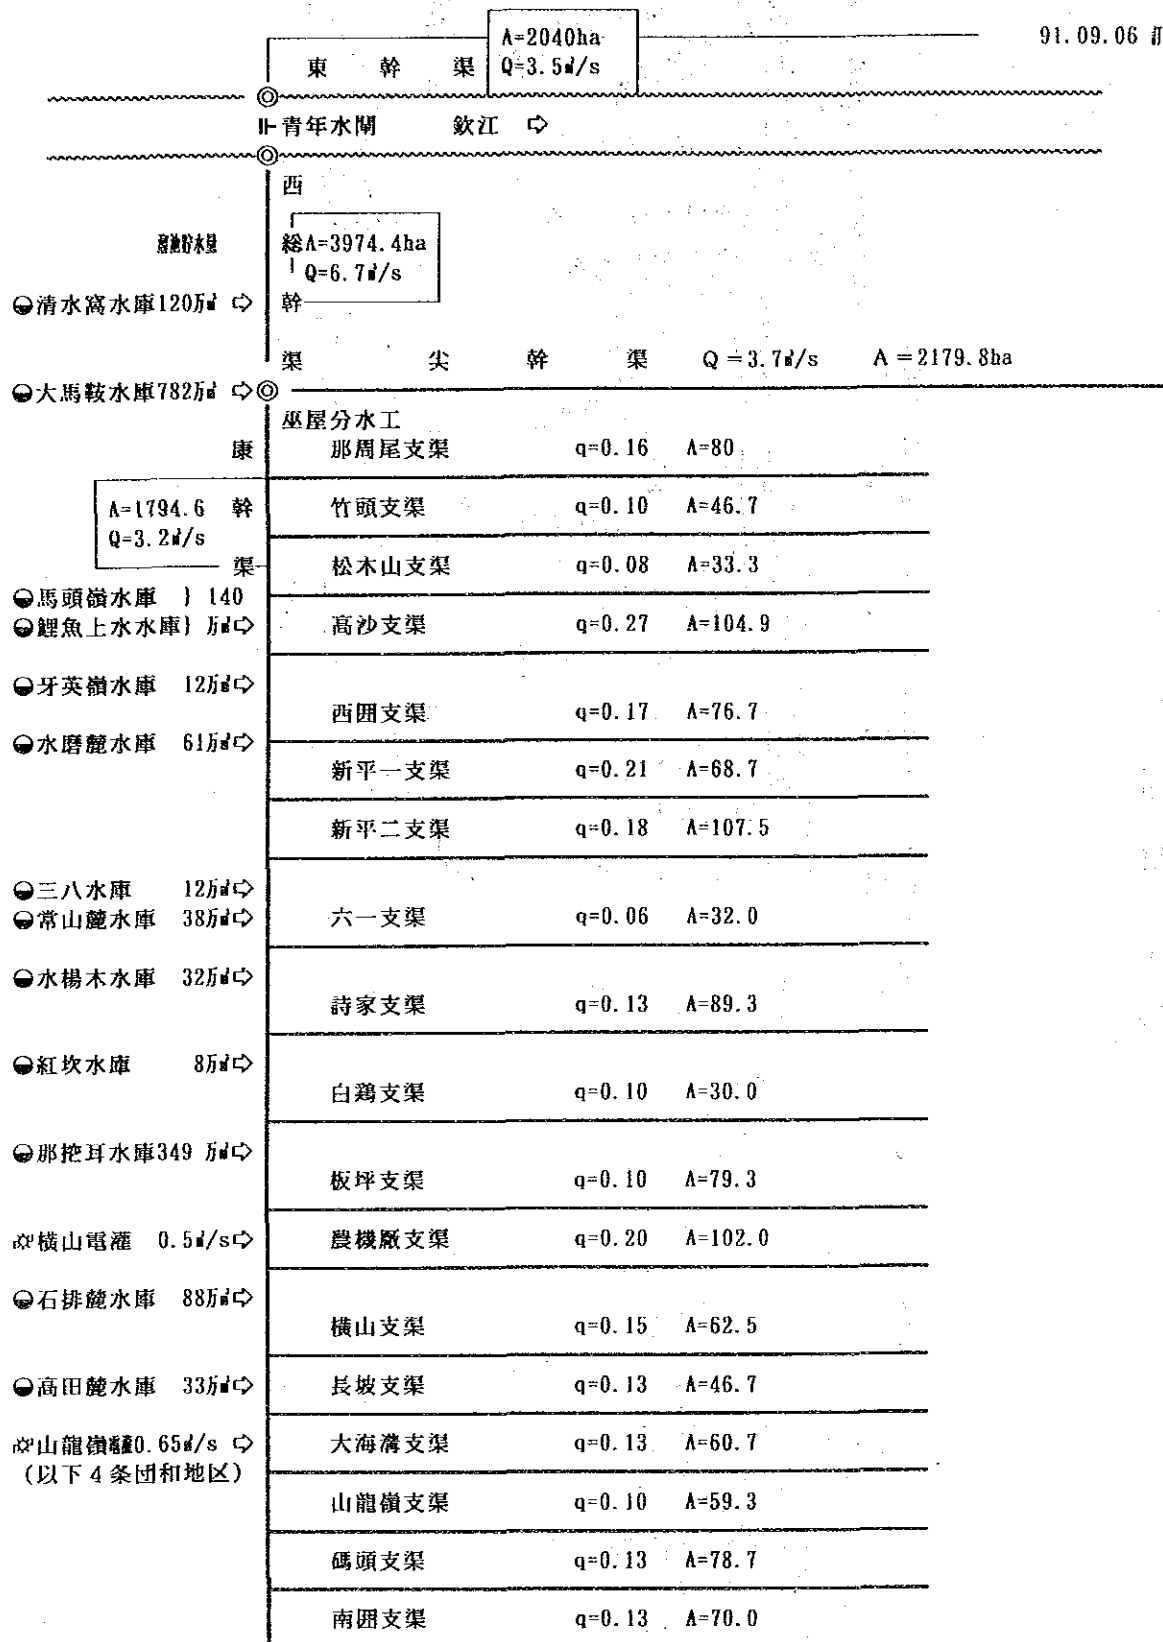 A=2040ha
91.09.06
東 幹 渠 Q=3.5㎥/s
青年水閘 欽江
西
溜池貯水量 総A=3974.4ha
Q=6.7㎥/s
清水窩水庫120万㎥ 幹
渠 尖 幹 渠 Q=3.7㎥/s A=2179.8ha
大馬鞍水庫782万㎥
巫屋分水工
康 那周尾支渠 q=0.16 A=80
A=1794.6 幹 竹頭支渠 q=0.10 A=46.7
Q=3.2㎥/s
渠 松木山支渠 q=0.08 A=33.3
馬頭嶺水庫 } 140
鯉魚上水水庫} 万㎥ 高沙支渠 q=0.27 A=104.9
牙英嶺水庫 12万㎥
西囲支渠 q=0.17 A=76.7
水磨麓水庫 61万㎥
新平一支渠 q=0.21 A=68.7
新平二支渠 q=0.18 A=107.5
三八水庫 12万㎥
常山麓水庫 38万㎥ 六一支渠 q=0.06 A=32.0
水楊木水庫 32万㎥
詩家支渠 q=0.13 A=89.3
紅坎水庫 8万㎥
白鶏支渠 q=0.10 A=30.0
那挖耳水庫349 万㎥
板坪支渠 q=0.10 A=79.3
横山電灌 0.5㎥/s 農機廠支渠 q=0.20 A=102.0
石排麓水庫 88万㎥
横山支渠 q=0.15 A=62.5
高田麓水庫 33万㎥ 長坡支渠 q=0.13 A=46.7
山龍嶺電灌0.65㎥/s 大海溝支渠 q=0.13 A=60.7
(以下4条団和地区)
山龍嶺支渠 q=0.10 A=59.3
碼頭支渠 q=0.13 A=78.7
南囲支渠 q=0.13 A=70.0